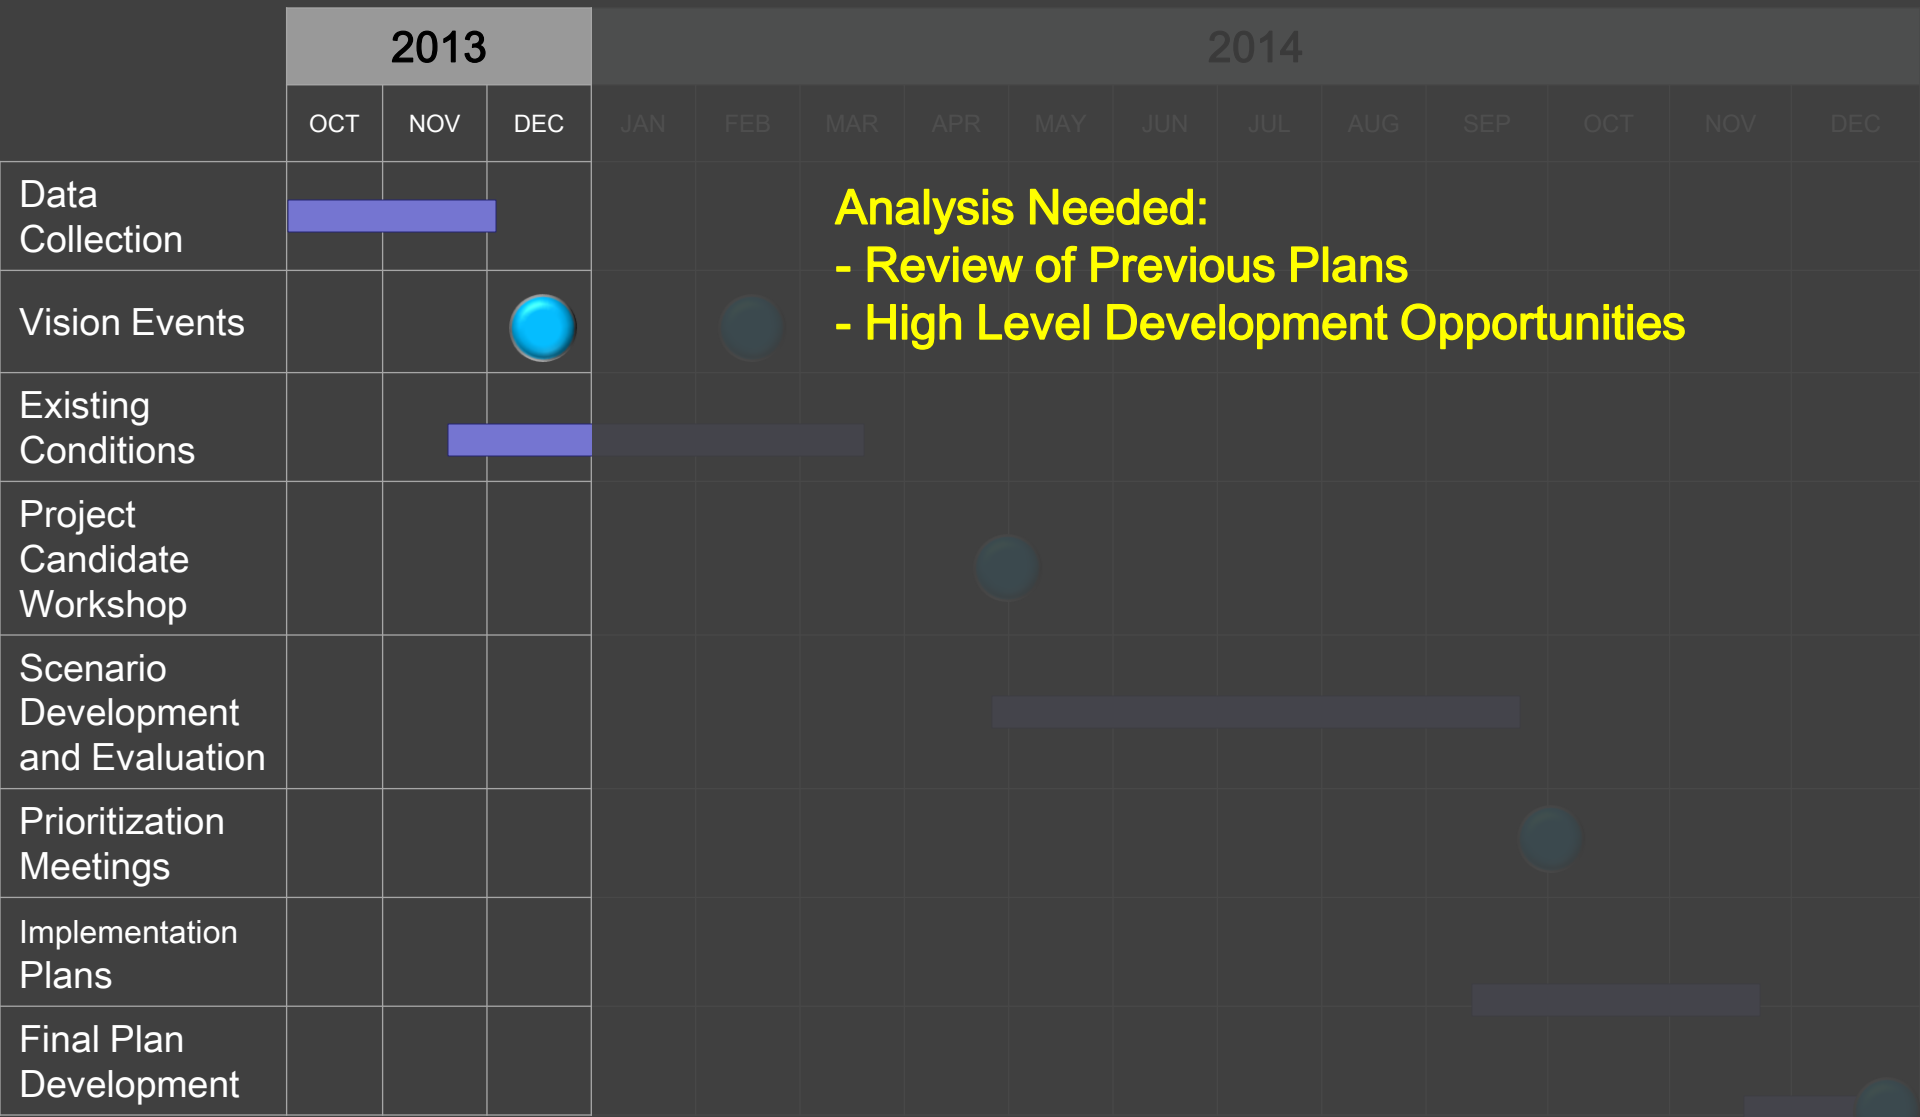 2013
2014
OCT NOV DEC JAN FEB MAR APR MAY JUN JUL AUG SEP OCT NOV DEC
Data
Collection
Analysis Needed:
- Review of Previous Plans
- High Level Development Opportunities
Vision Events
Existing
Conditions
Project
Candidate
Workshop
Scenario
Development
and Evaluation
Prioritization
Meetings
Implementation
Plans
Final Plan
Development